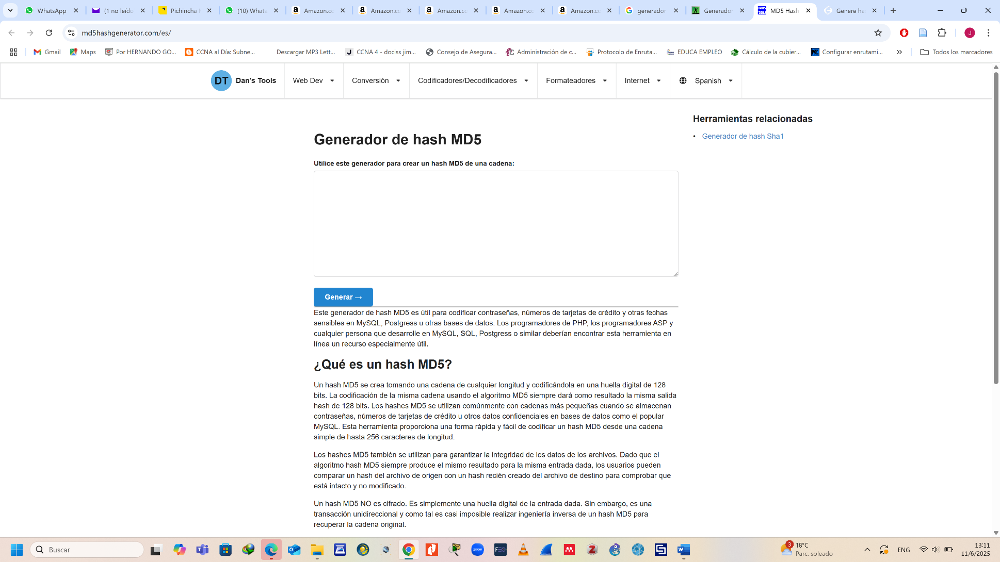 WhatsApp
(1 no leído
Pichincha
(10) Whats
Amazon.co
Amazon.co
Amazon.co
Amazon.co
Amazon.co
generador
Generador
MD5 Hash
Genere ha
md5hashgenerator.com/es/
J
Gmail
Maps
Por HERNANDO GO...
CCNA al Día: Subne...
Descargar MP3 Lett...
J CCNA 4 - dociss jim...
Consejo de Asegura...
Administración de c...
Protocolo de Enruta...
EDUCA EMPLEO
Cálculo de la cubier...
Configurar enrutami...
Todos los marcadores
DT Dan's Tools
Web Dev
Conversión
Codificadores/Decodificadores
Formateadores
Internet
Spanish
Herramientas relacionadas
• Generador de hash Sha1
Generador de hash MD5
Utilice este generador para crear un hash MD5 de una cadena:
Generar →
Este generador de hash MD5 es útil para codificar contraseñas, números de tarjetas de crédito y otras fechas
sensibles en MySQL, Postgress u otras bases de datos. Los programadores de PHP, los programadores ASP y
cualquier persona que desarrolle en MySQL, SQL, Postgress o similar deberían encontrar esta herramienta en
línea un recurso especialmente útil.
¿Qué es un hash MD5?
Un hash MD5 se crea tomando una cadena de cualquier longitud y codificándola en una huella digital de 128
bits. La codificación de la misma cadena usando el algoritmo MD5 siempre dará como resultado la misma salida
hash de 128 bits. Los hashes MD5 se utilizan comúnmente con cadenas más pequeñas cuando se almacenan
contraseñas, números de tarjetas de crédito u otros datos confidenciales en bases de datos como el popular
MySQL. Esta herramienta proporciona una forma rápida y fácil de codificar un hash MD5 desde una cadena
simple de hasta 256 caracteres de longitud.
Los hashes MD5 también se utilizan para garantizar la integridad de los datos de los archivos. Dado que el
algoritmo hash MD5 siempre produce el mismo resultado para la misma entrada dada, los usuarios pueden
comparar un hash del archivo de origen con un hash recién creado del archivo de destino para comprobar que
está intacto y no modificado.
Un hash MD5 NO es cifrado. Es simplemente una huella digital de la entrada dada. Sin embargo, es una
transacción unidireccional y como tal es casi imposible realizar ingeniería inversa de un hash MD5 para
recuperar la cadena original.
Buscar
zoom
3
18°C
Parc. soleado
ENG
13:11
11/6/2025